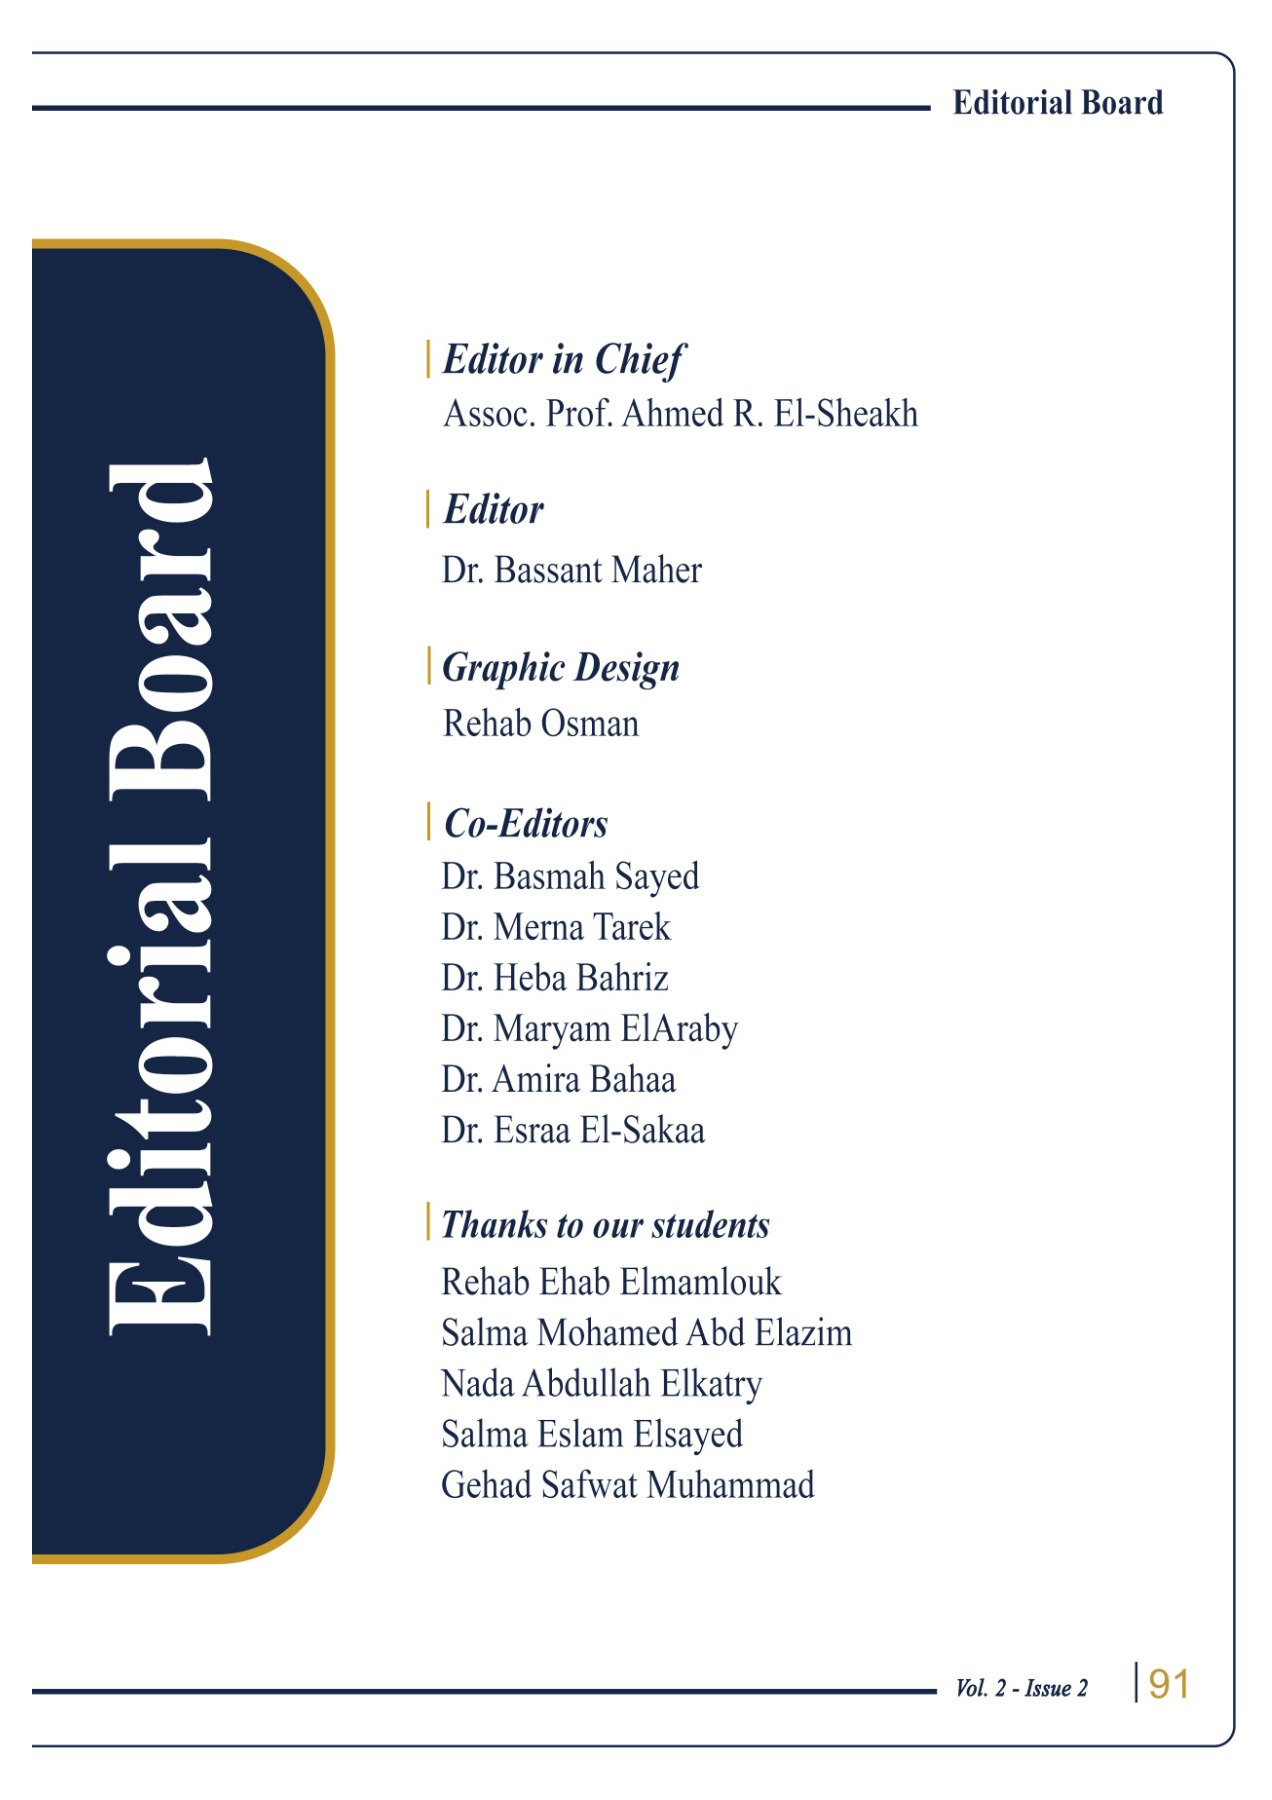 Editorial Board
Editorial Board
Editor in Chief
Assoc. Prof. Ahmed R. El-Sheakh
Editor
Dr. Bassant Maher
Graphic Design
Rehab Osman
Co-Editors
Dr. Basmah Sayed
Dr. Merna Tarek
Dr. Heba Bahriz
Dr. Maryam ElAraby
Dr. Amira Bahaa
Dr. Esraa El-Sakaa
Thanks to our students
Rehab Ehab Elmamlouk
Salma Mohamed Abd Elazim
Nada Abdullah Elkatry
Salma Eslam Elsayed
Gehad Safwat Muhammad
Vol. 2 - Issue 2
91